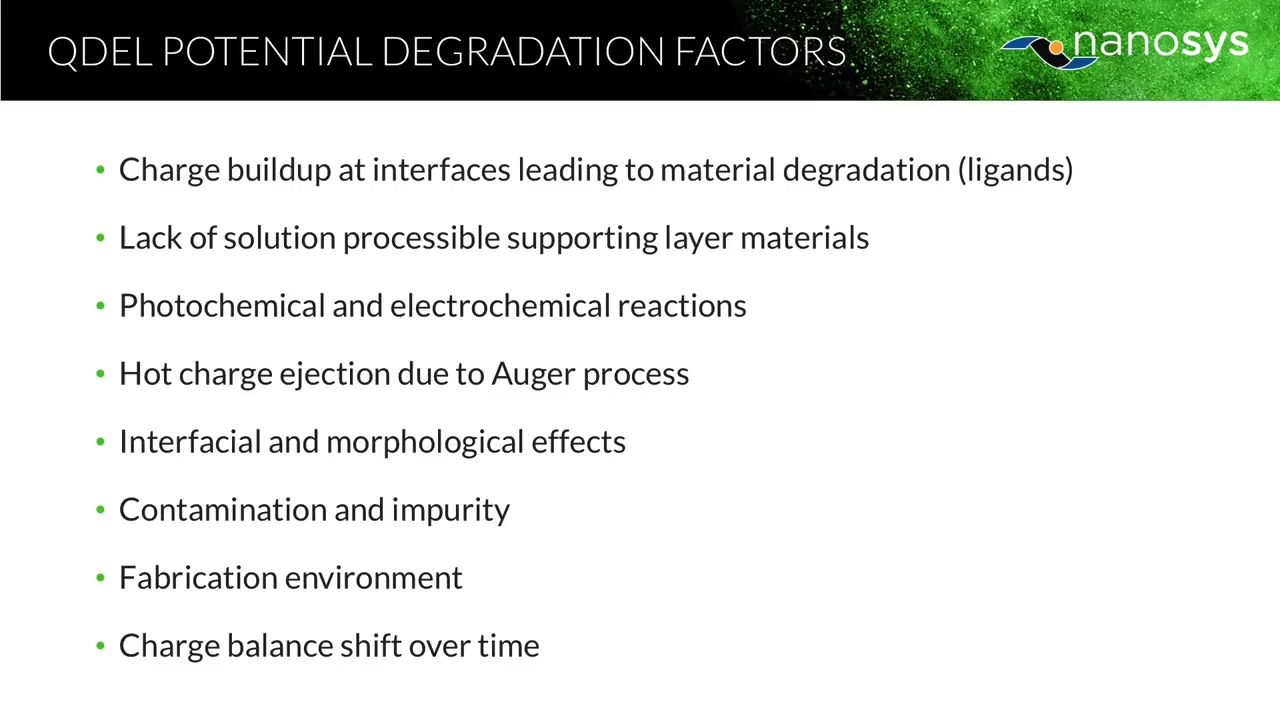 QDEL POTENTIAL DEGRADATION FACTORS
nanosys
• Charge buildup at interfaces leading to material degradation (ligands)
• Lack of solution processible supporting layer materials
• Photochemical and electrochemical reactions
• Hot charge ejection due to Auger process
• Interfacial and morphological effects
• Contamination and impurity
• Fabrication environment
• Charge balance shift over time